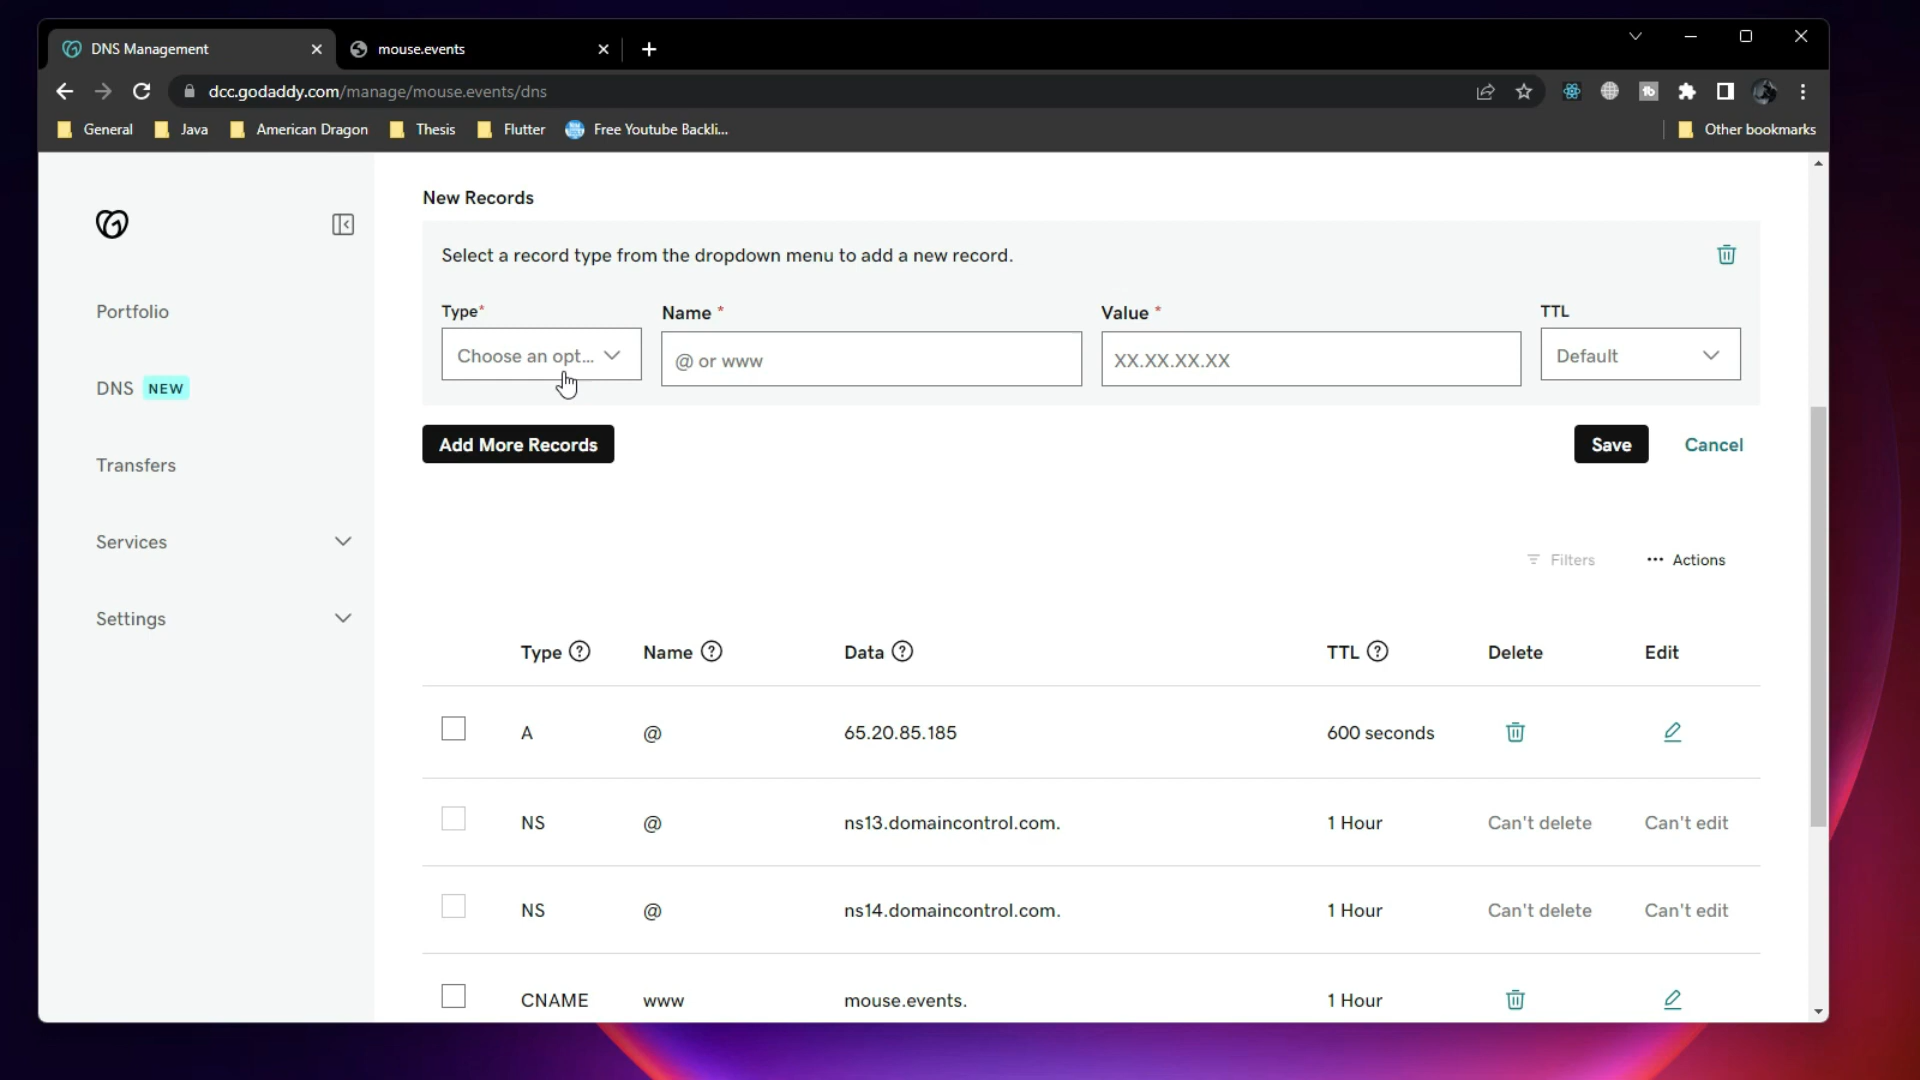 DNS Management
mouse.events
dcc.godaddy.com/manage/mouse.events/dns
General Java American Dragon Thesis Flutter Free Youtube Backli... Other bookmarks
New Records
Select a record type from the dropdown menu to add a new record.
Type* Name * Value * TTL
Choose an opt... @ or www XX.XX.XX.XX Default
Add More Records Save Cancel
Portfolio
DNS NEW
Transfers
Services
Settings
Filters ... Actions
Type ? Name ? Data ? TTL ? Delete Edit
A @ 65.20.85.185 600 seconds
NS @ ns13.domaincontrol.com. 1 Hour Can't delete Can't edit
NS @ ns14.domaincontrol.com. 1 Hour Can't delete Can't edit
CNAME www mouse.events. 1 Hour